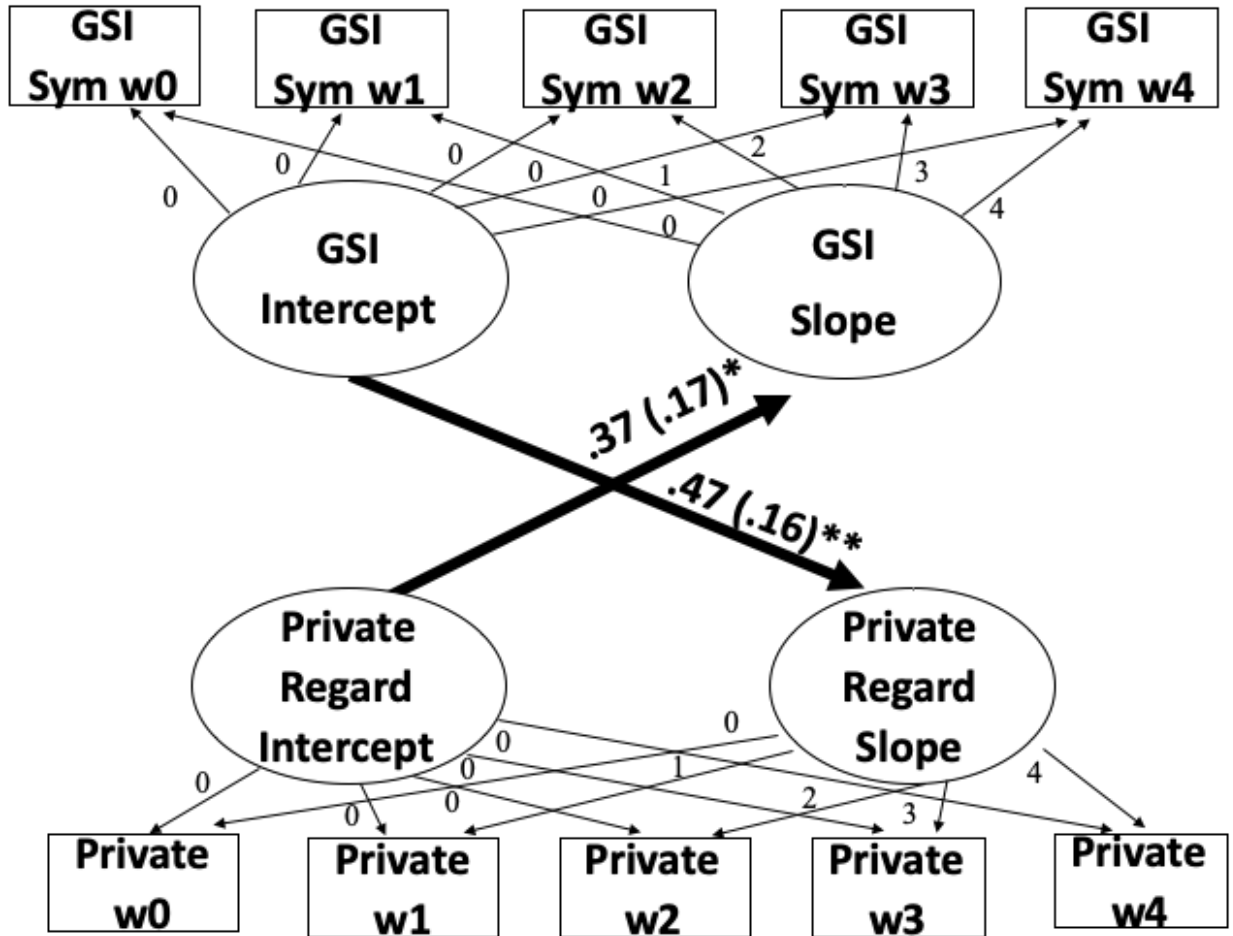 GSI
Sym w0
GSI
Sym w1
GSI
Sym w2
GSI
Sym w3
GSI
Sym w4
0
0
0
0
0
0
1
2
3
4
GSI
Intercept
GSI
Slope
.37 (.17)*
.47 (.16)**
Private
Regard
Intercept
Private
Regard
Slope
0
0
0
0
0
0
1
2
3
4
Private
w0
Private
w1
Private
w2
Private
w3
Private
w4